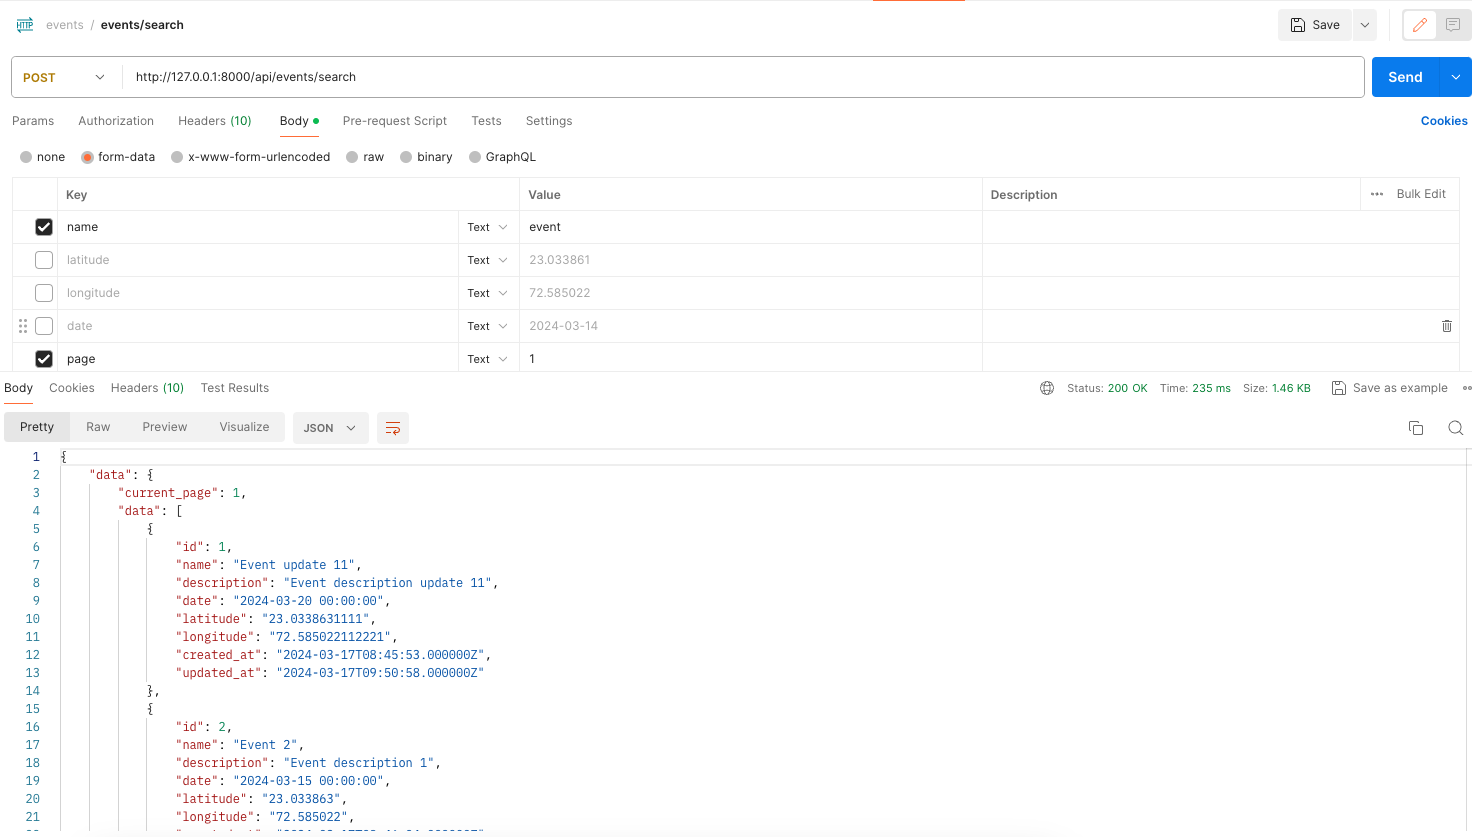 HTTP events / events/search Save
POST http://127.0.0.1:8000/api/events/search Send
Params Authorization Headers (10) Body Pre-request Script Tests Settings Cookies
none form-data x-www-form-urlencoded raw binary GraphQL
Key Value Description ••• Bulk Edit
name Text event
latitude Text 23.033861
longitude Text 72.585022
date Text 2024-03-14
page Text 1
Body Cookies Headers (10) Test Results Status: 200 OK Time: 235 ms Size: 1.46 KB Save as example
Pretty Raw Preview Visualize JSON
1 {
2 "data": {
3 "current_page": 1,
4 "data": [
5 {
6 "id": 1,
7 "name": "Event update 11",
8 "description": "Event description update 11",
9 "date": "2024-03-20 00:00:00",
10 "latitude": "23.0338631111",
11 "longitude": "72.585022112221",
12 "created_at": "2024-03-17T08:45:53.000000Z",
13 "updated_at": "2024-03-17T09:50:58.000000Z"
14 },
15 {
16 "id": 2,
17 "name": "Event 2",
18 "description": "Event description 1",
19 "date": "2024-03-15 00:00:00",
20 "latitude": "23.033863",
21 "longitude": "72.585022",